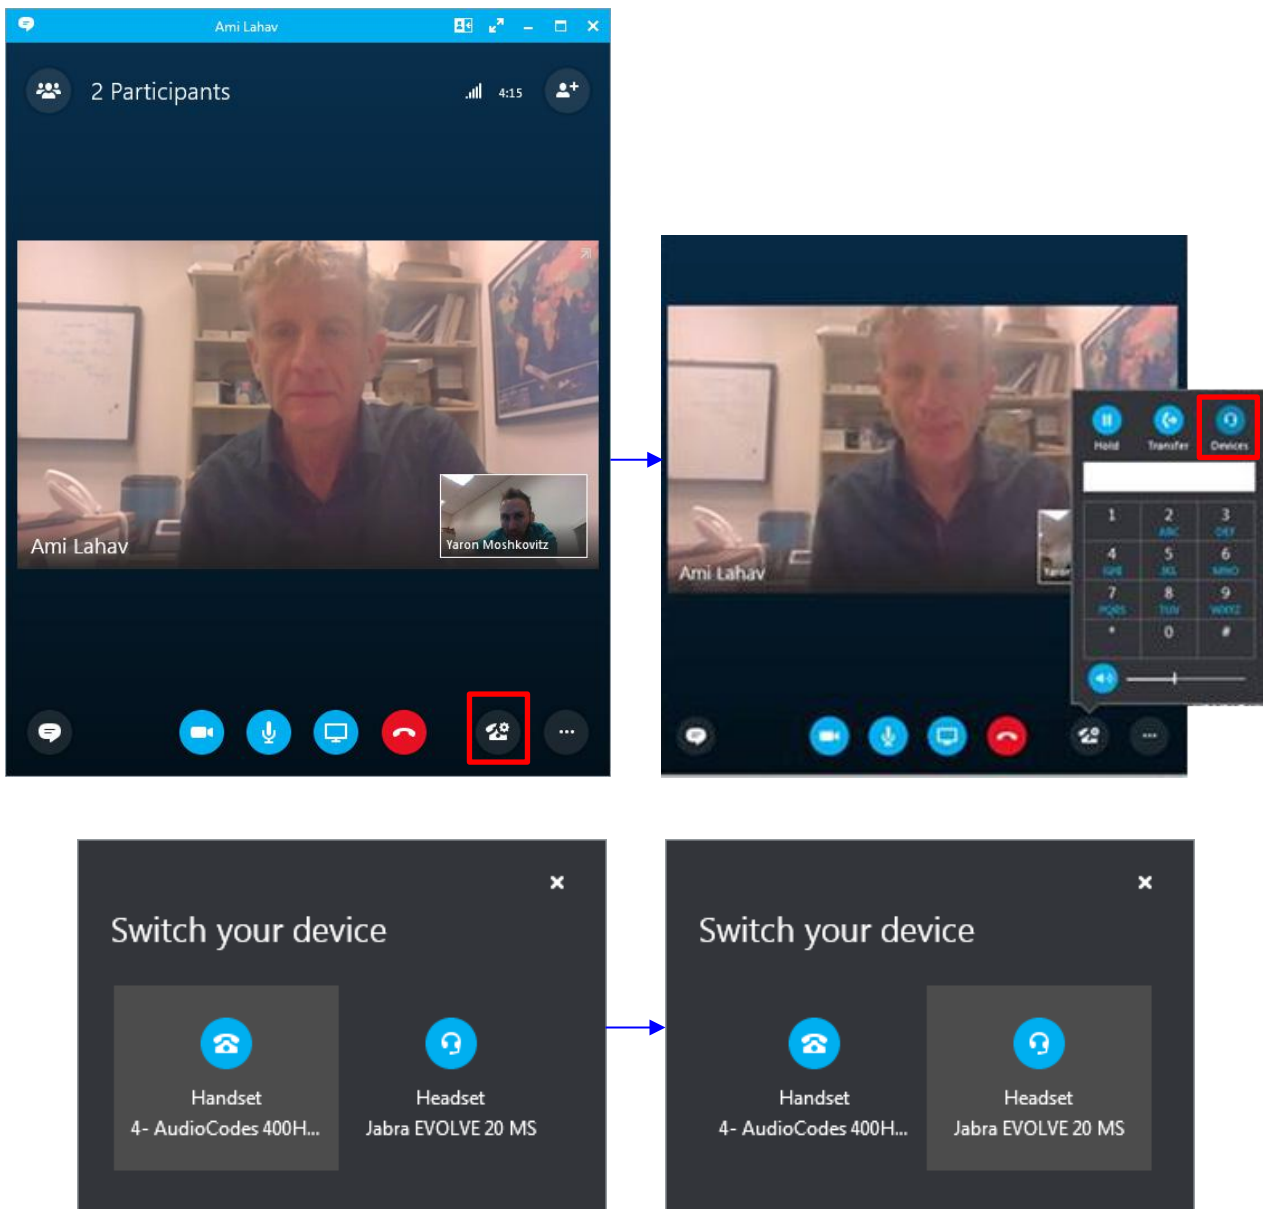 Ami Lahav
2 Participants
4:15
Ami Lahav
Yaron Moshkovitz
Ami Lahav
Hold Transfer Devices
1 2 3
ABC DEF
4 5 6
GHI JKL MNO
7 8 9
PQRS TUV WXYZ
* 0 #
Switch your device
Handset Headset
4- AudioCodes 400H... Jabra EVOLVE 20 MS
Switch your device
Handset Headset
4- AudioCodes 400H... Jabra EVOLVE 20 MS